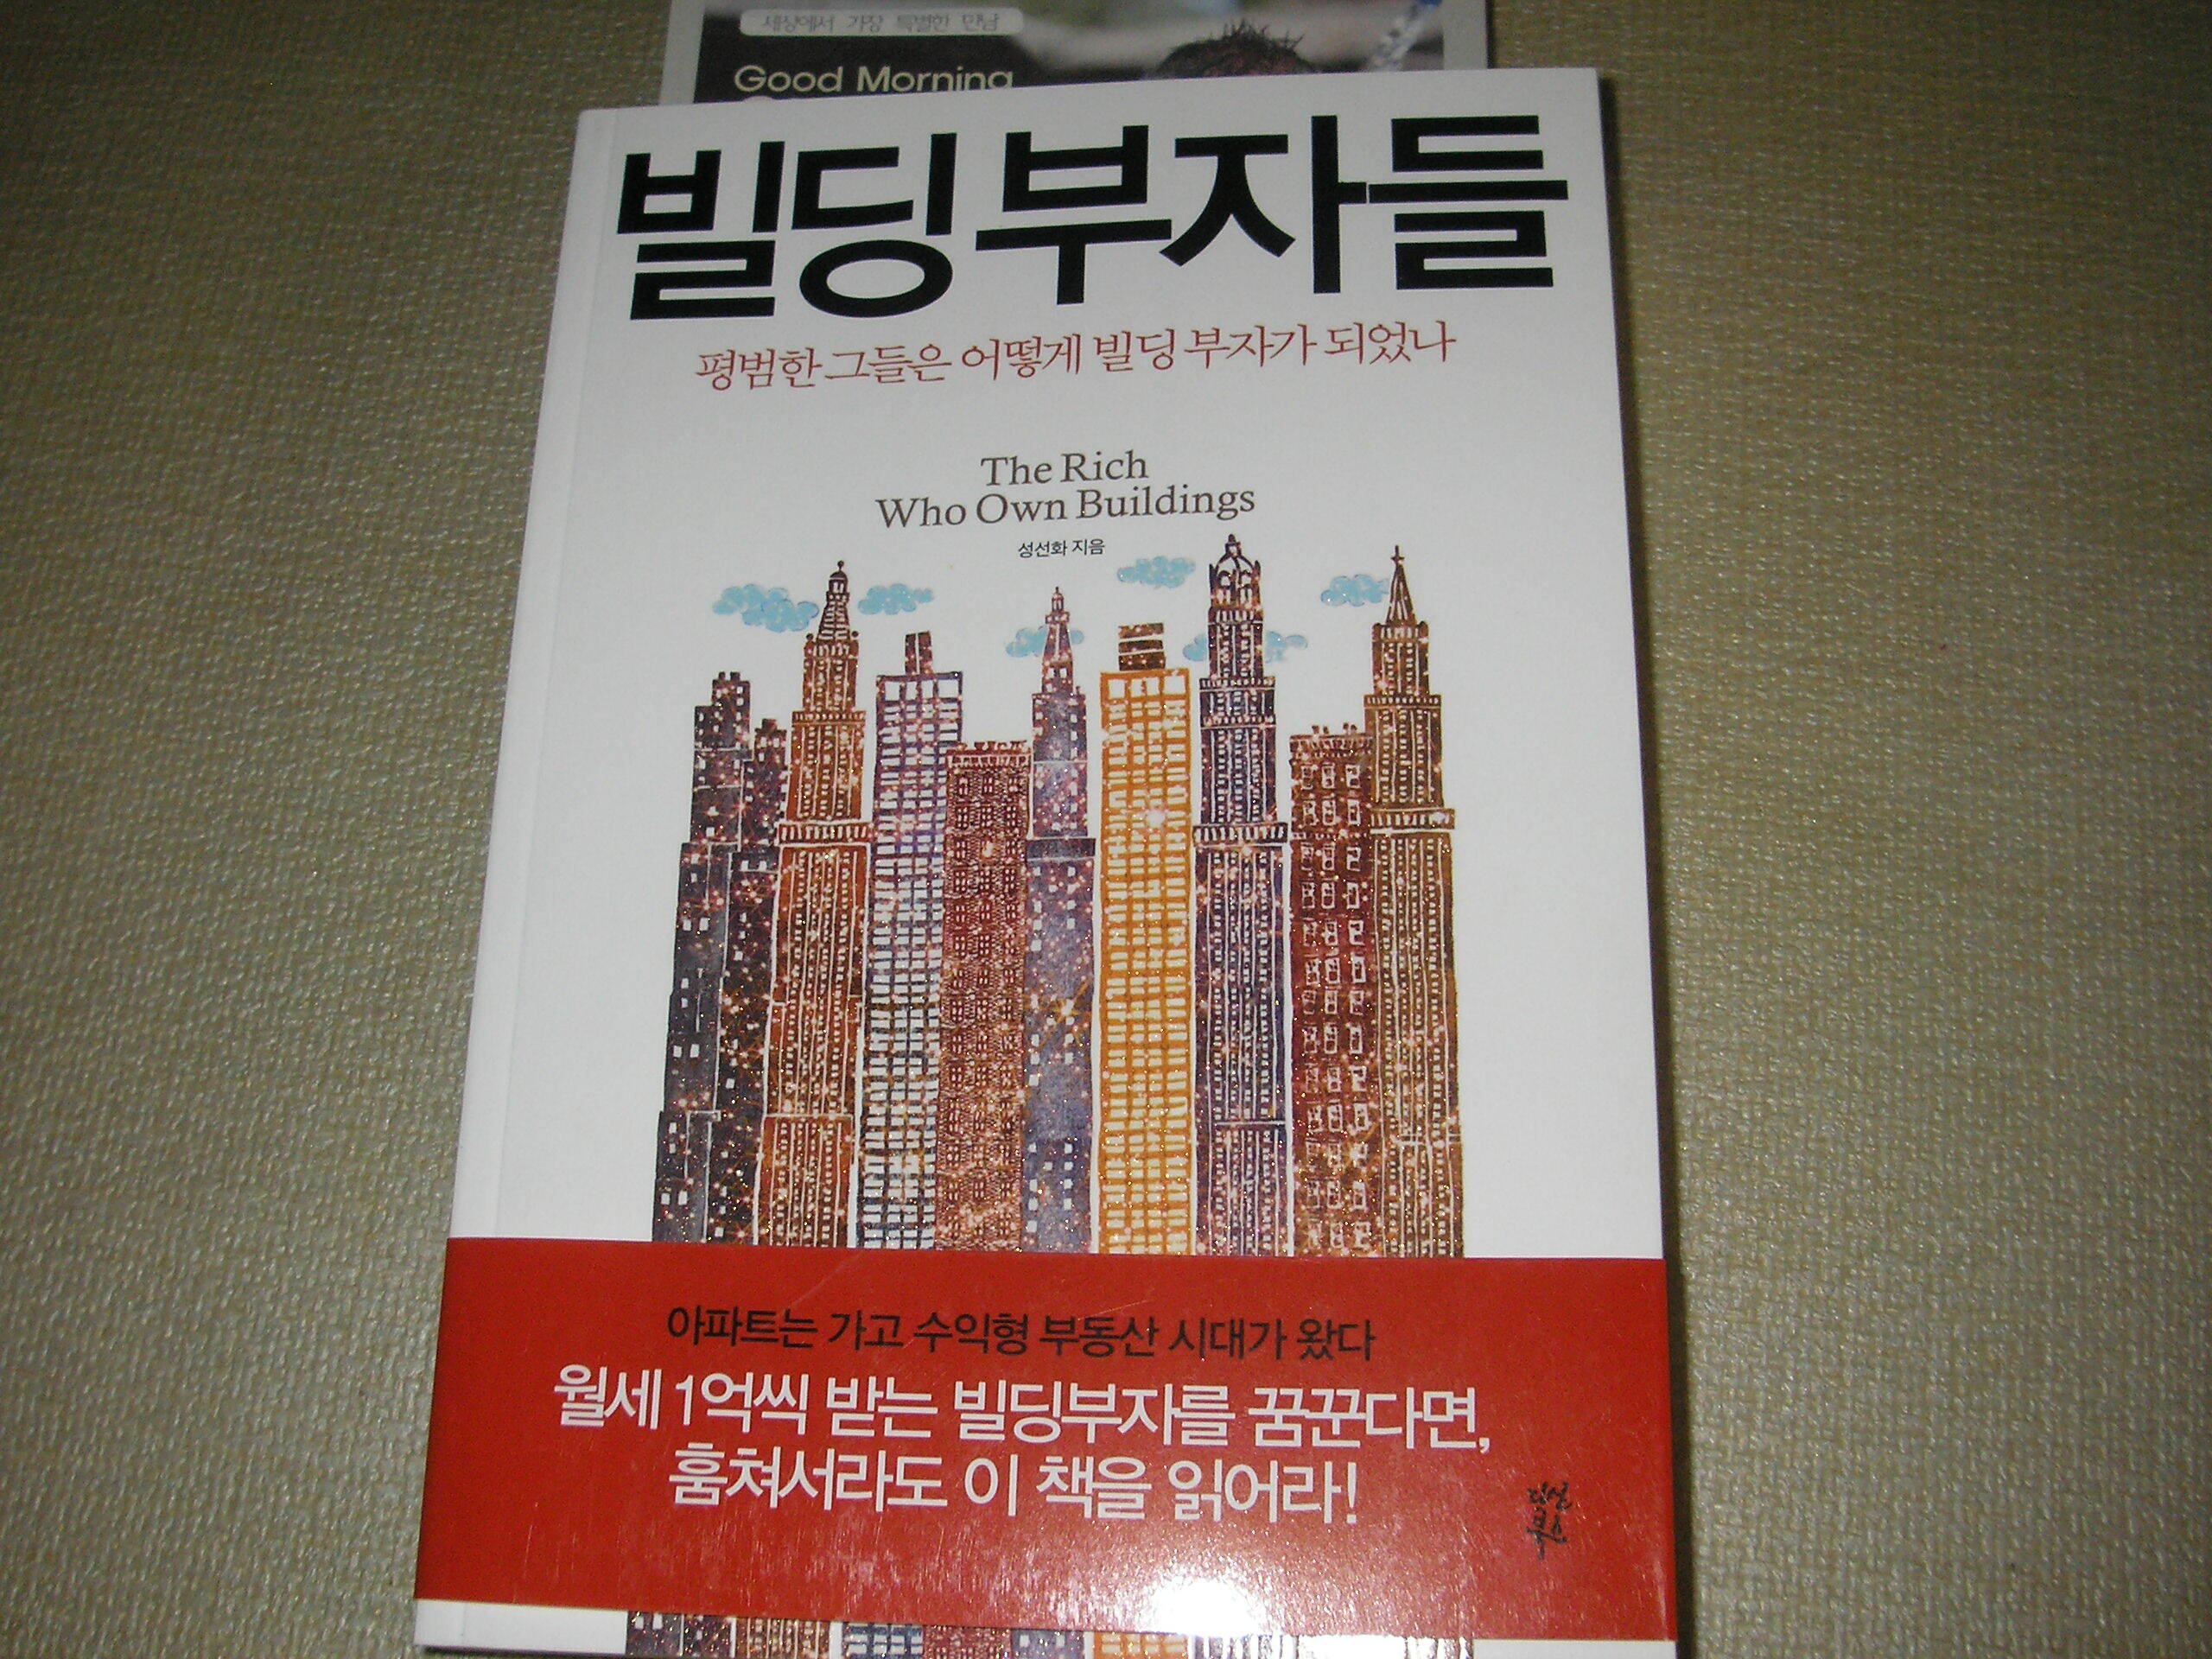 세상에서 가장 특별한 만남
Good Morning
빌딩부자들
평범한 그들은 어떻게 빌딩 부자가 되었나
The Rich
Who Own Buildings
성선화 지음
아파트는 가고 수익형 부동산 시대가 왔다
월세 1억씩 받는 빌딩부자를 꿈꾼다면,
훔쳐서라도 이 책을 읽어라!
다산북스